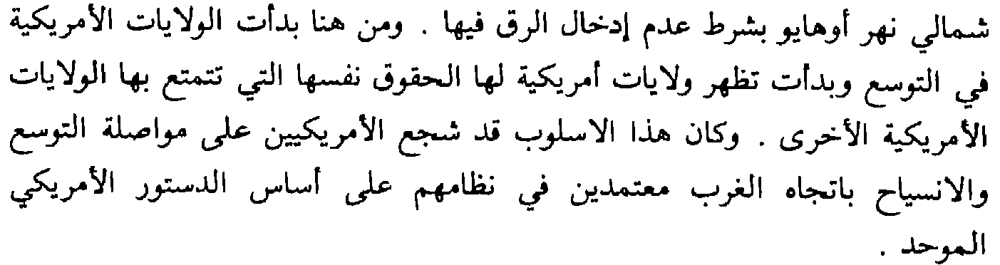 شمالي نهر أوهايو بشرط عدم إدخال الرق فيها . ومن هنا بدأت الولايات الأمريكية
في التوسع وبدأت تظهر ولايات أمريكية لها الحقوق نفسها التي تتمتع بها الولايات
الأمريكية الأخرى . وكان هذا الاسلوب قد شجع الأمريكيين على مواصلة التوسع
والانسياح باتجاه الغرب معتمدين في نظامهم على أساس الدستور الأمريكي
الموحد .